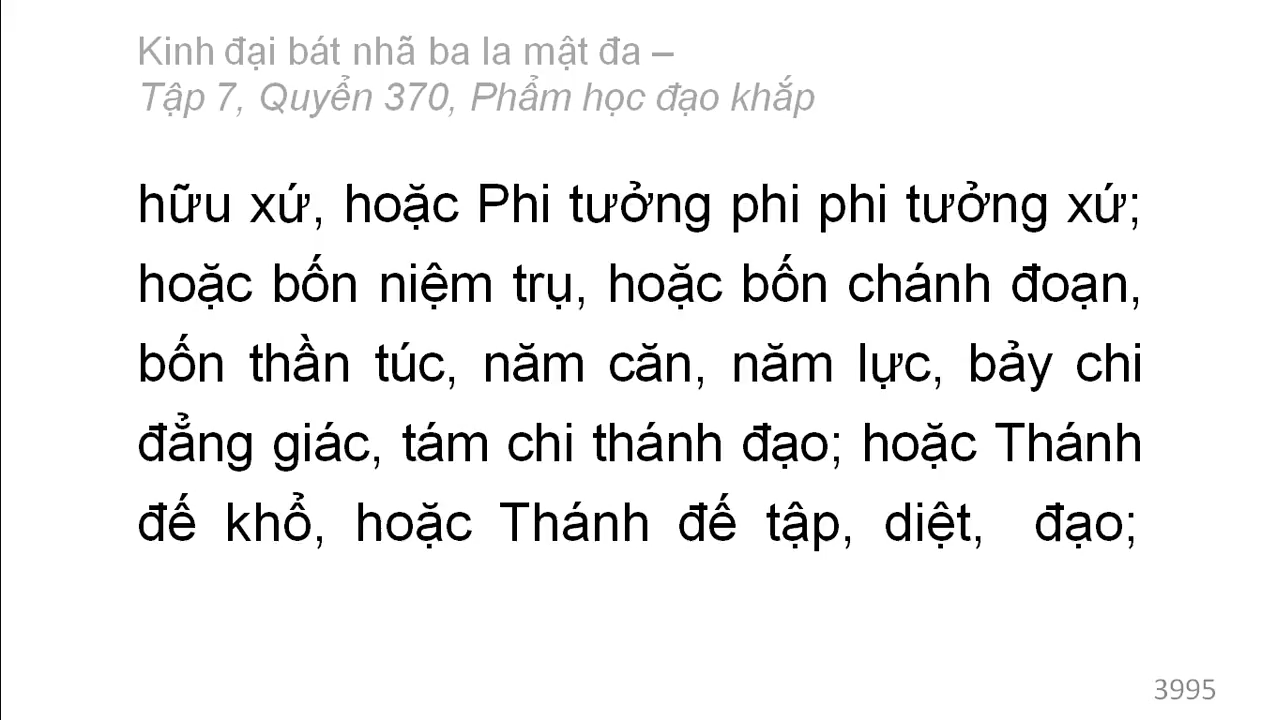 Kinh đại bát nhã ba la mật đa –
Tập 7, Quyển 370, Phẩm học đạo khắp
hữu xứ, hoặc Phi tưởng phi phi tưởng xứ;
hoặc bốn niệm trụ, hoặc bốn chánh đoạn,
bốn thần túc, năm căn, năm lực, bảy chi
đẳng giác, tám chi thánh đạo; hoặc Thánh
đế khổ, hoặc Thánh đế tập, diệt, đạo;
3995